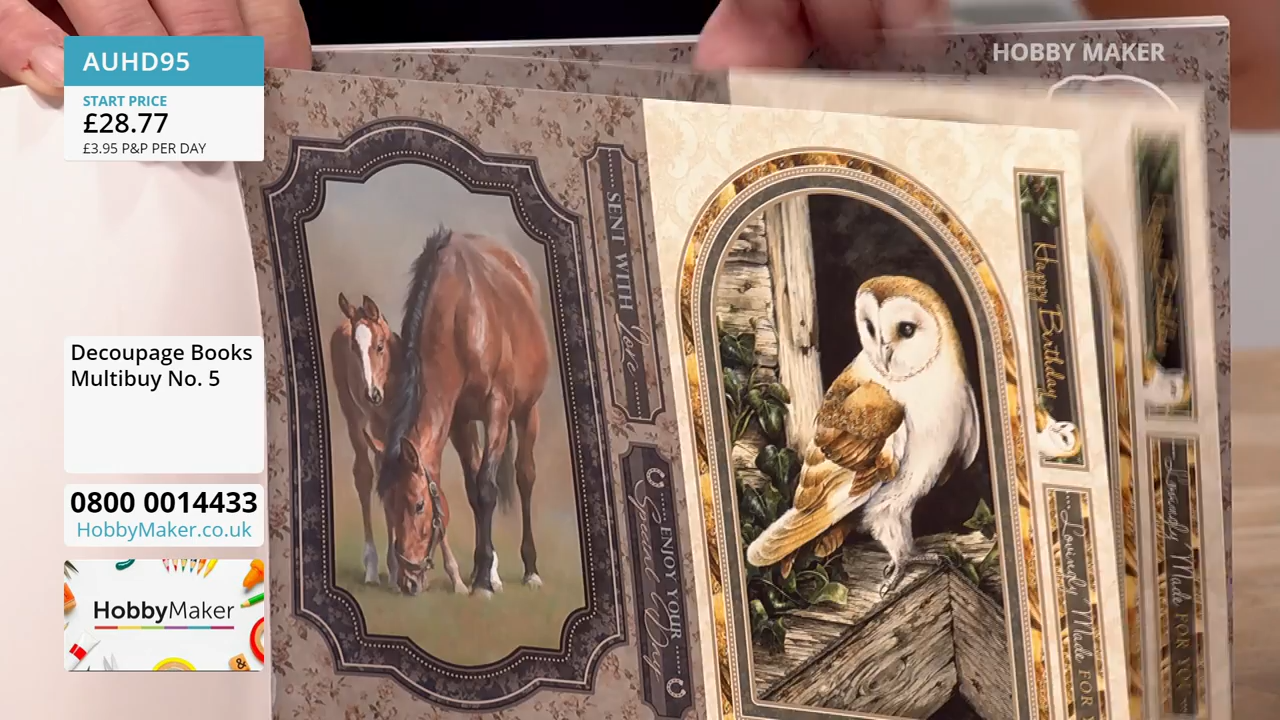 AUHD95
START PRICE
£28.77
£3.95 P&P PER DAY
Decoupage Books
Multibuy No. 5
0800 0014433
HobbyMaker.co.uk
HobbyMaker
&
HOBBY MAKER
SENT WITH Love
ENJOY YOUR
Special Day
Happy Birthday
Lovingly Made FOR
Lovingly Made FOR YOU